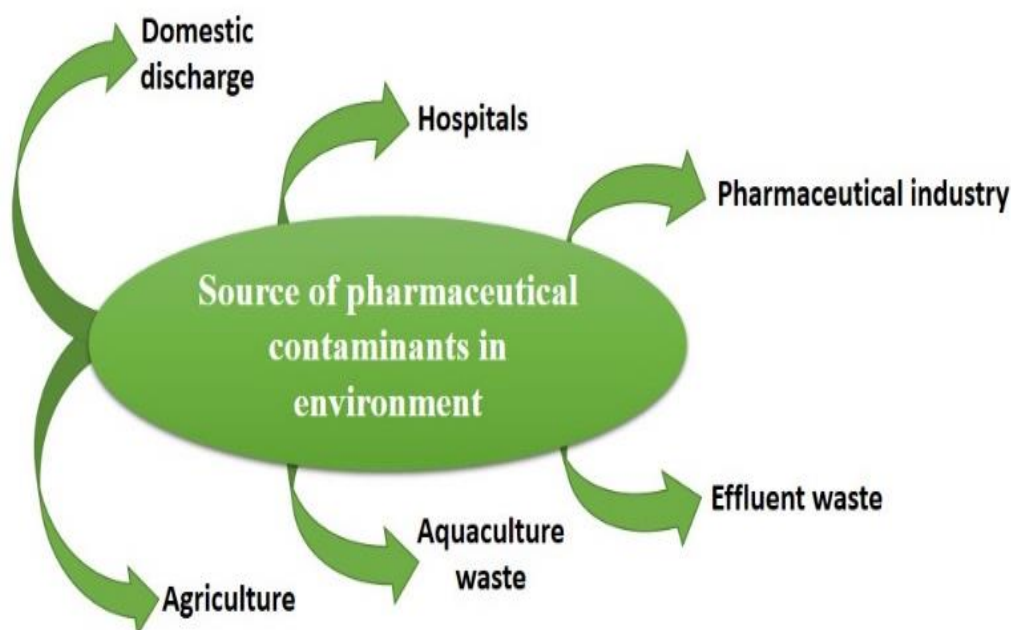 Domestic
discharge
Hospitals
Pharmaceutical industry
Source of pharmaceutical
contaminants in
environment
Effluent waste
Aquaculture
waste
Agriculture